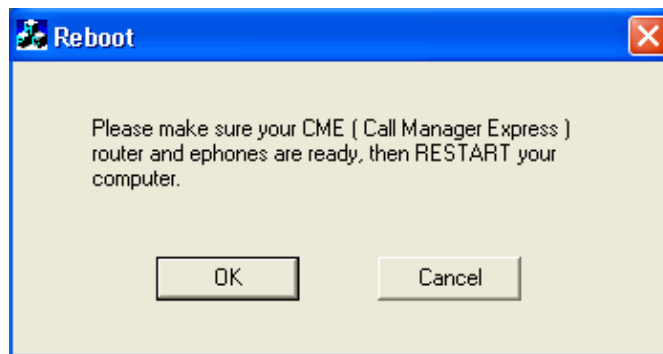 Reboot
Please make sure your CME ( Call Manager Express )
router and ephones are ready, then RESTART your
computer.
OK
Cancel